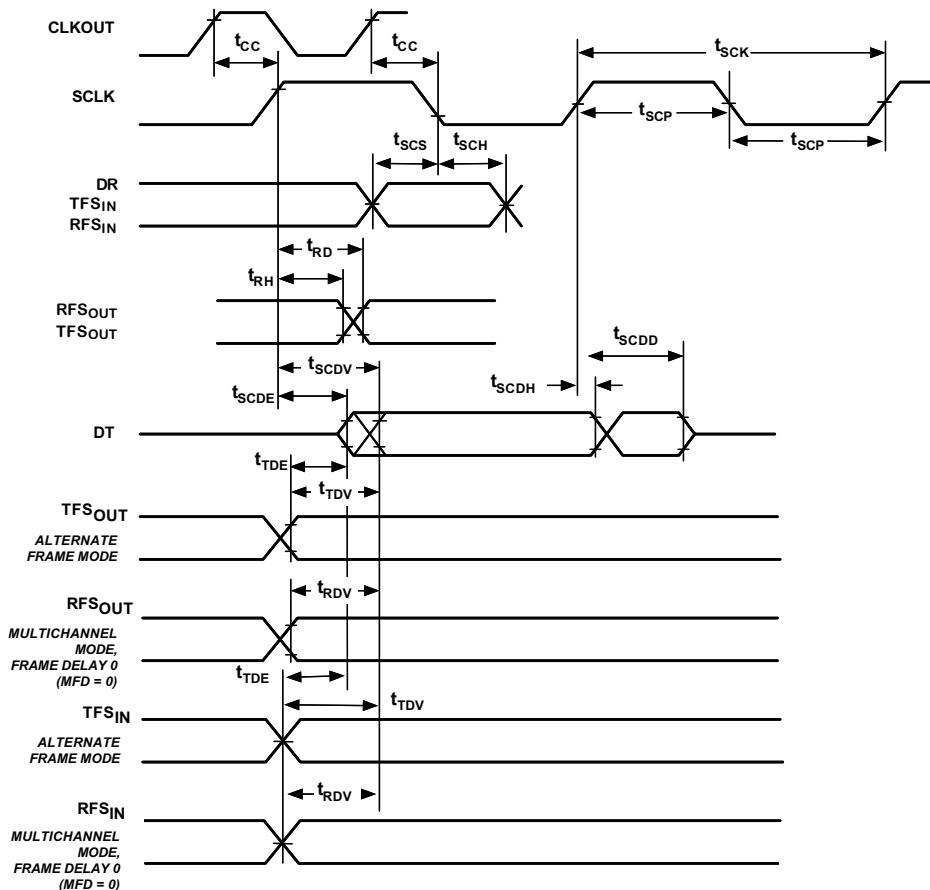 CLKOUT
tCC tCC tSCK
SCLK
tSCP
tSCS tSCH tSCP
DR
TFSIN
RFSIN
tRD
tRH
RFSOUT
TFSOUT
tSCDD
tSCDV
tSCDH
tSCDE
DT
tTDE
tTDV
TFSOUT
ALTERNATE
FRAME MODE
tRDV
RFSOUT
MULTICHANNEL
MODE,
FRAME DELAY 0
(MFD = 0)
tTDE
tTDV
TFSIN
ALTERNATE
FRAME MODE
tRDV
RFSIN
MULTICHANNEL
MODE,
FRAME DELAY 0
(MFD = 0)